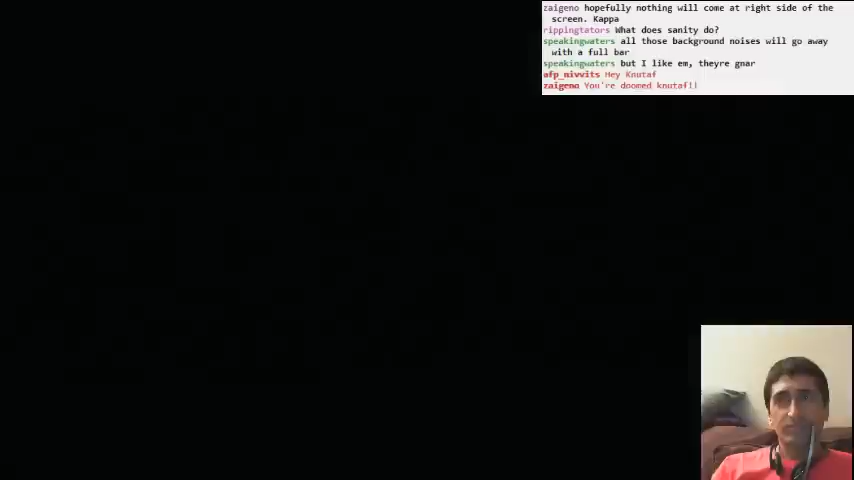 zaigeno hopefully nothing will come at right side of the
screen. Kappa
rippingtators What does sanity do?
speakingwaters all those background noises will go away
with a full bar
speakingwaters but I like em, theyre gnar
afp_nivvits Hey Knutaf
zaigeno You're doomed knutaf!!